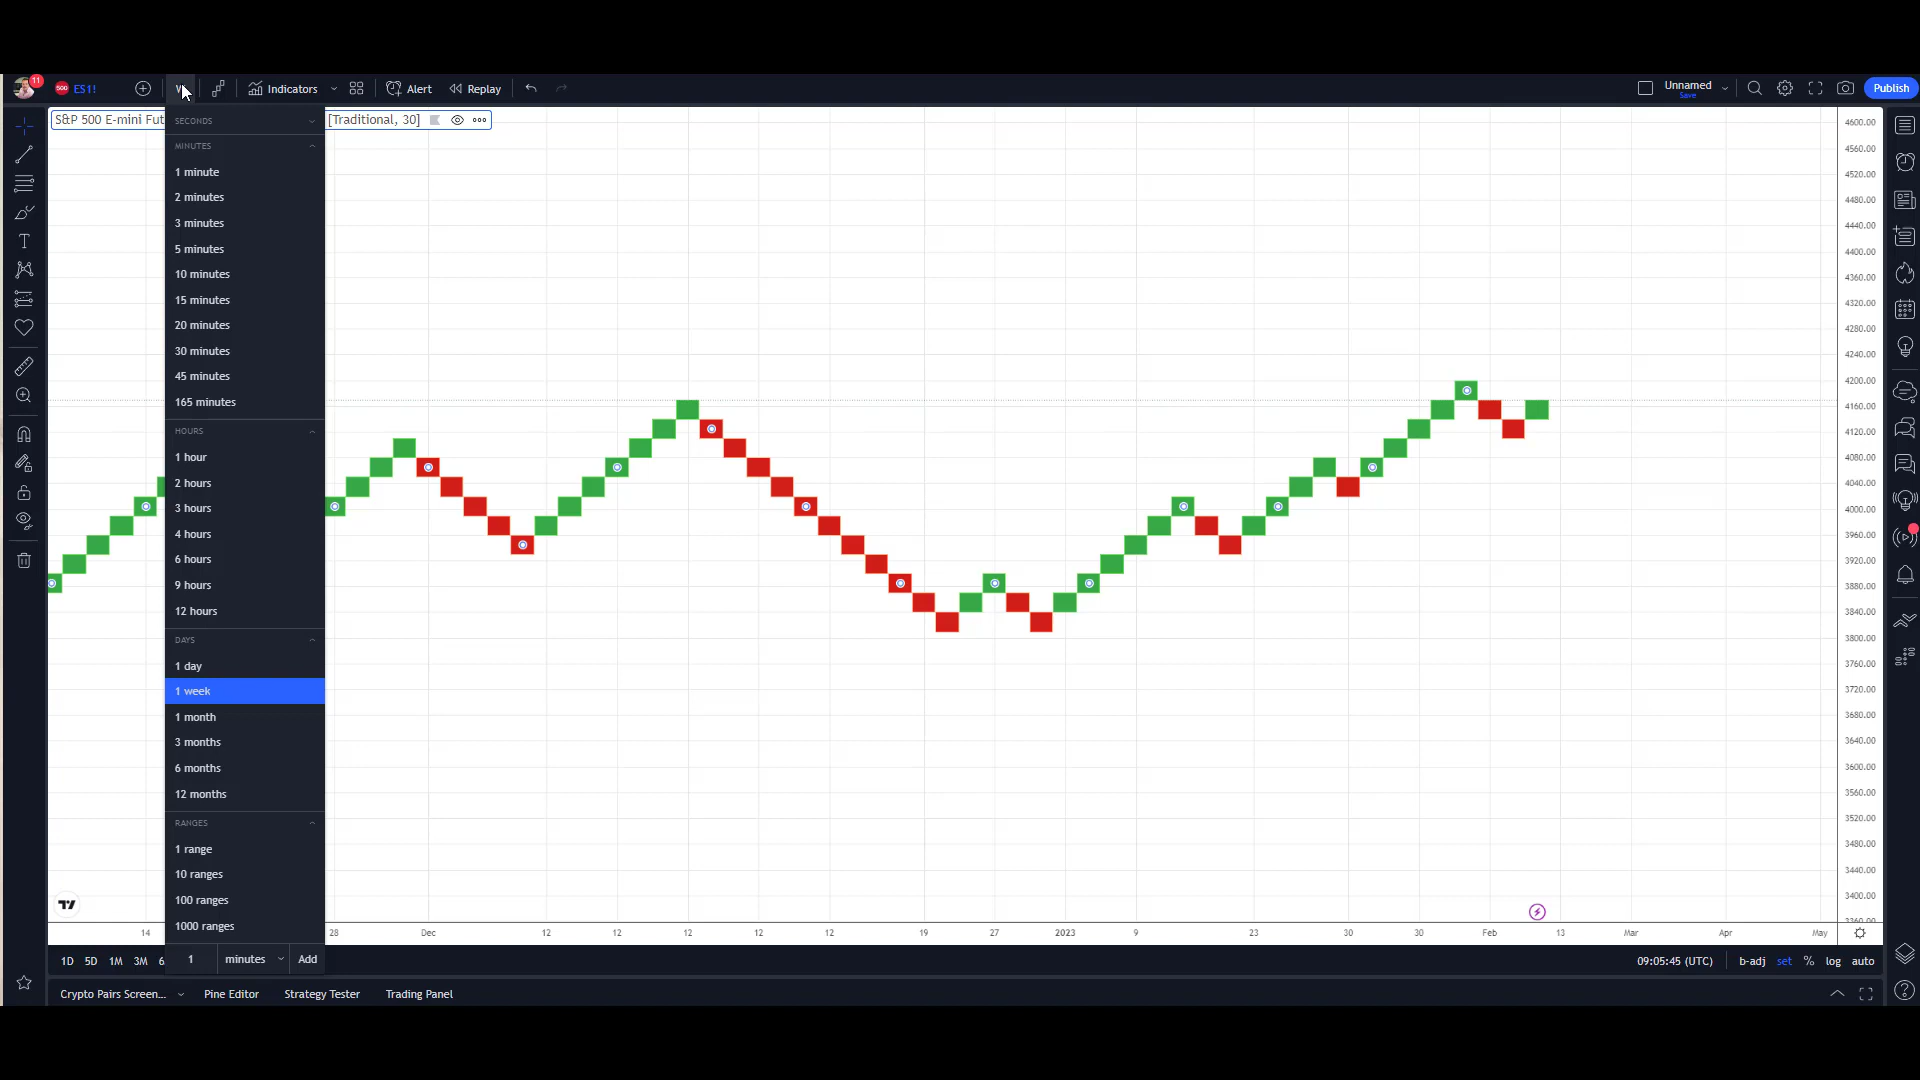 11
500
ES1!
W
Indicators
Alert
Replay
Unnamed
Save
Publish
S&P 500 E-mini Fut
[Traditional, 30]
SECONDS
MINUTES
1 minute
2 minutes
3 minutes
5 minutes
10 minutes
15 minutes
20 minutes
30 minutes
45 minutes
165 minutes
HOURS
1 hour
2 hours
3 hours
4 hours
6 hours
9 hours
12 hours
DAYS
1 day
1 week
1 month
3 months
6 months
12 months
RANGES
1 range
10 ranges
100 ranges
1000 ranges
1
minutes
Add
4600.00
4560.00
4520.00
4480.00
4440.00
4400.00
4360.00
4320.00
4280.00
4240.00
4200.00
4160.00
4120.00
4080.00
4040.00
4000.00
3960.00
3920.00
3880.00
3840.00
3800.00
3760.00
3720.00
3680.00
3640.00
3600.00
3560.00
3520.00
3480.00
3440.00
3400.00
3360.00
14
28
Dec
12
12
12
12
12
19
27
2023
9
23
30
30
Feb
13
Mar
Apr
May
1D
5D
1M
3M
6
09:05:45 (UTC)
b-adj
set
%
log
auto
Crypto Pairs Screen...
Pine Editor
Strategy Tester
Trading Panel